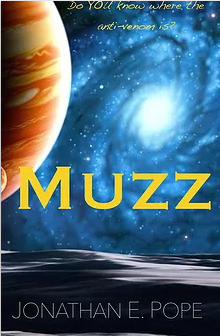 Do YOU know where the
anti-venom is?
MUZZ
JONATHAN E. POPE